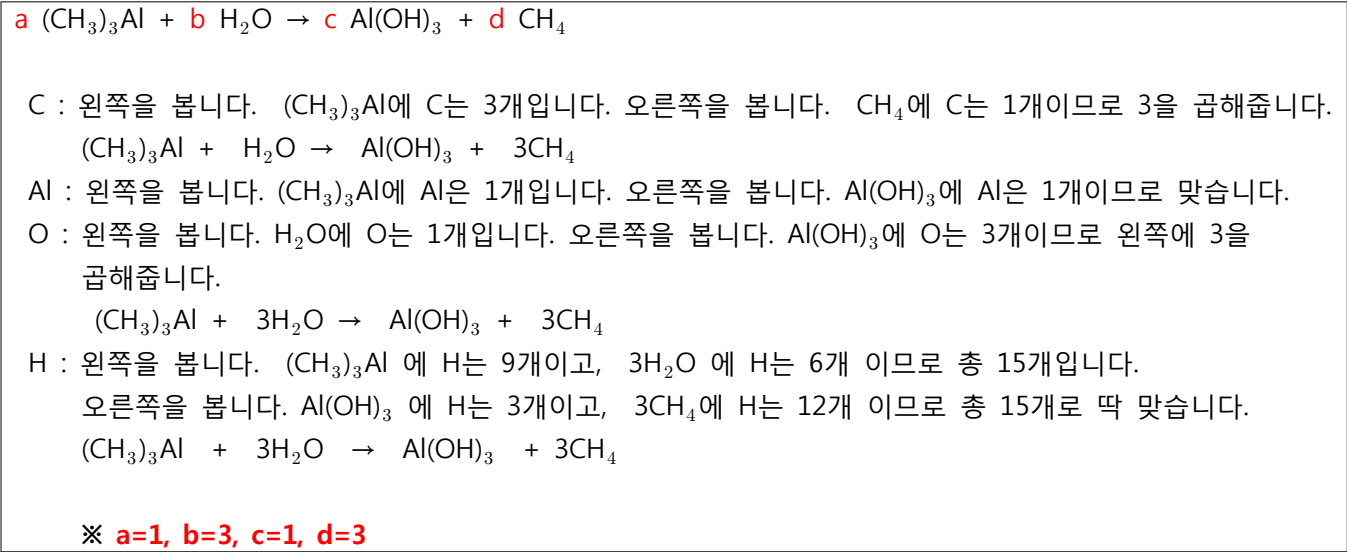 a (CH₃)₃Al + b H₂O → c Al(OH)₃ + d CH₄
C : 왼쪽을 봅니다. (CH₃)₃Al에 C는 3개입니다. 오른쪽을 봅니다. CH₄에 C는 1개이므로 3을 곱해줍니다.
(CH₃)₃Al + H₂O → Al(OH)₃ + 3CH₄
Al : 왼쪽을 봅니다. (CH₃)₃Al에 Al은 1개입니다. 오른쪽을 봅니다. Al(OH)₃에 Al은 1개이므로 맞습니다.
O : 왼쪽을 봅니다. H₂O에 O는 1개입니다. 오른쪽을 봅니다. Al(OH)₃에 O는 3개이므로 왼쪽에 3을
곱해줍니다.
(CH₃)₃Al + 3H₂O → Al(OH)₃ + 3CH₄
H : 왼쪽을 봅니다. (CH₃)₃Al 에 H는 9개이고, 3H₂O 에 H는 6개 이므로 총 15개입니다.
오른쪽을 봅니다. Al(OH)₃ 에 H는 3개이고, 3CH₄에 H는 12개 이므로 총 15개로 딱 맞습니다.
(CH₃)₃Al + 3H₂O → Al(OH)₃ + 3CH₄
※ a=1, b=3, c=1, d=3